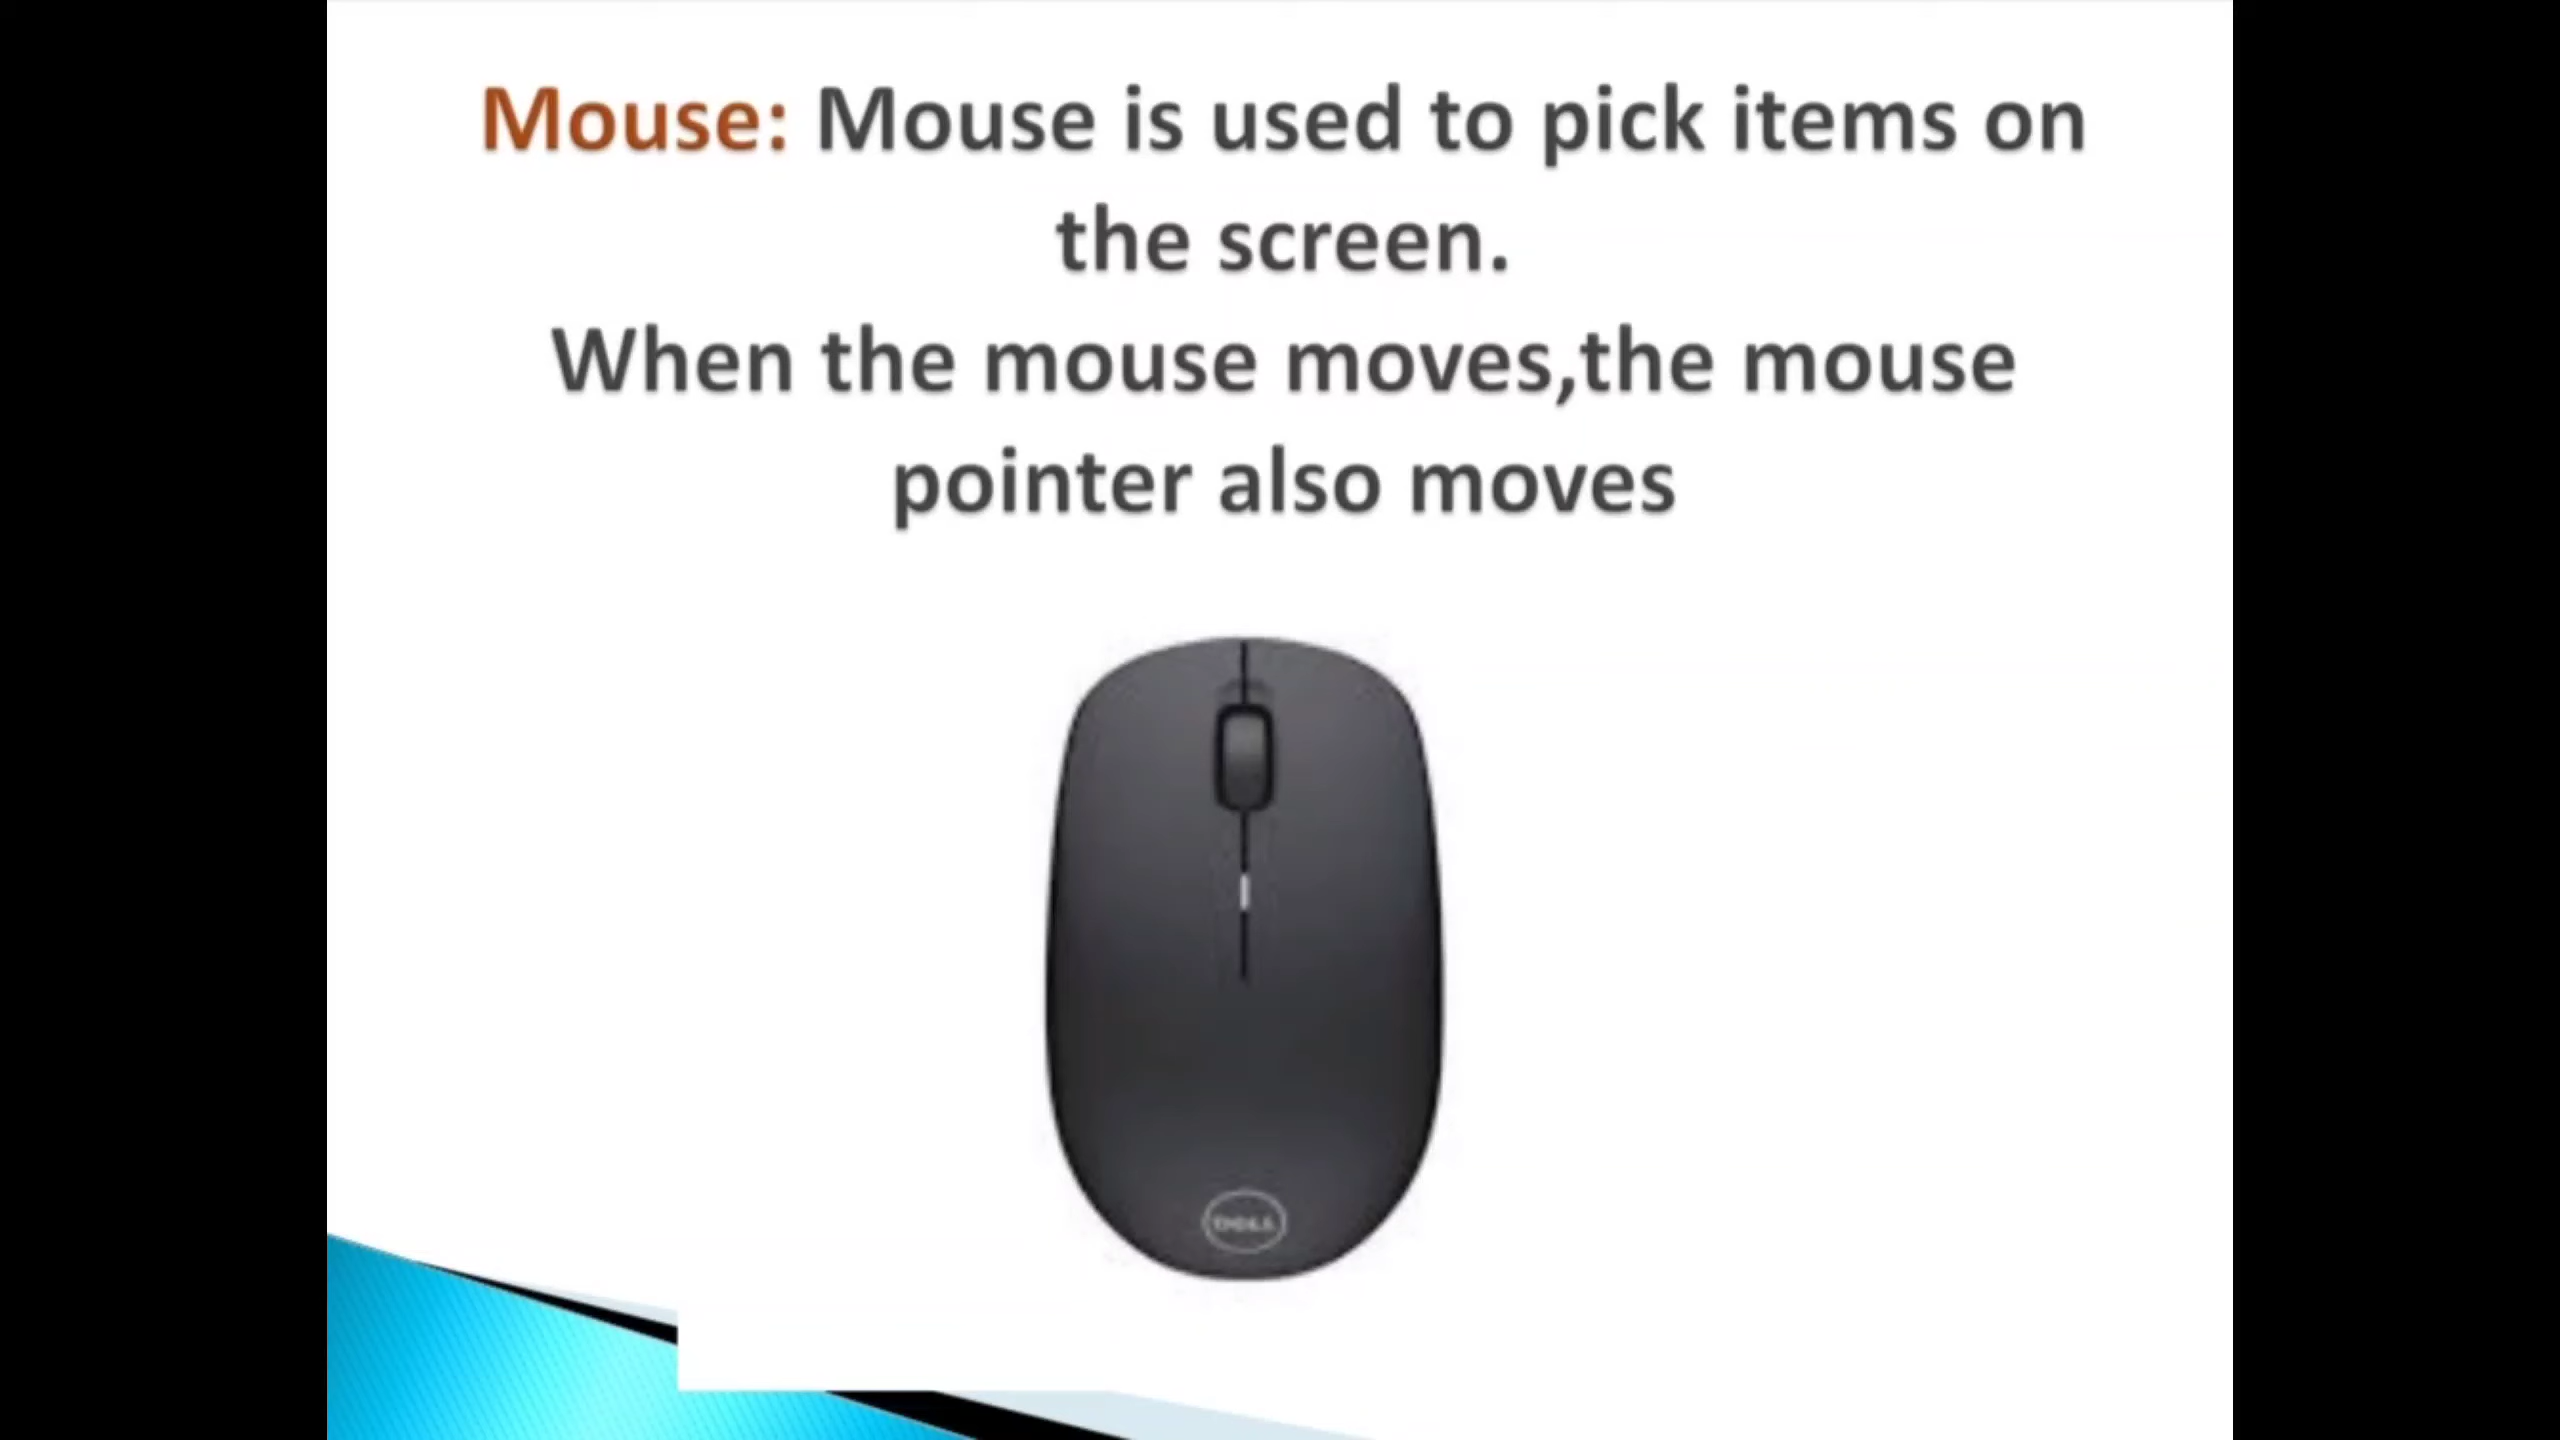 Mouse: Mouse is used to pick items on
the screen.
When the mouse moves,the mouse
pointer also moves
DELL